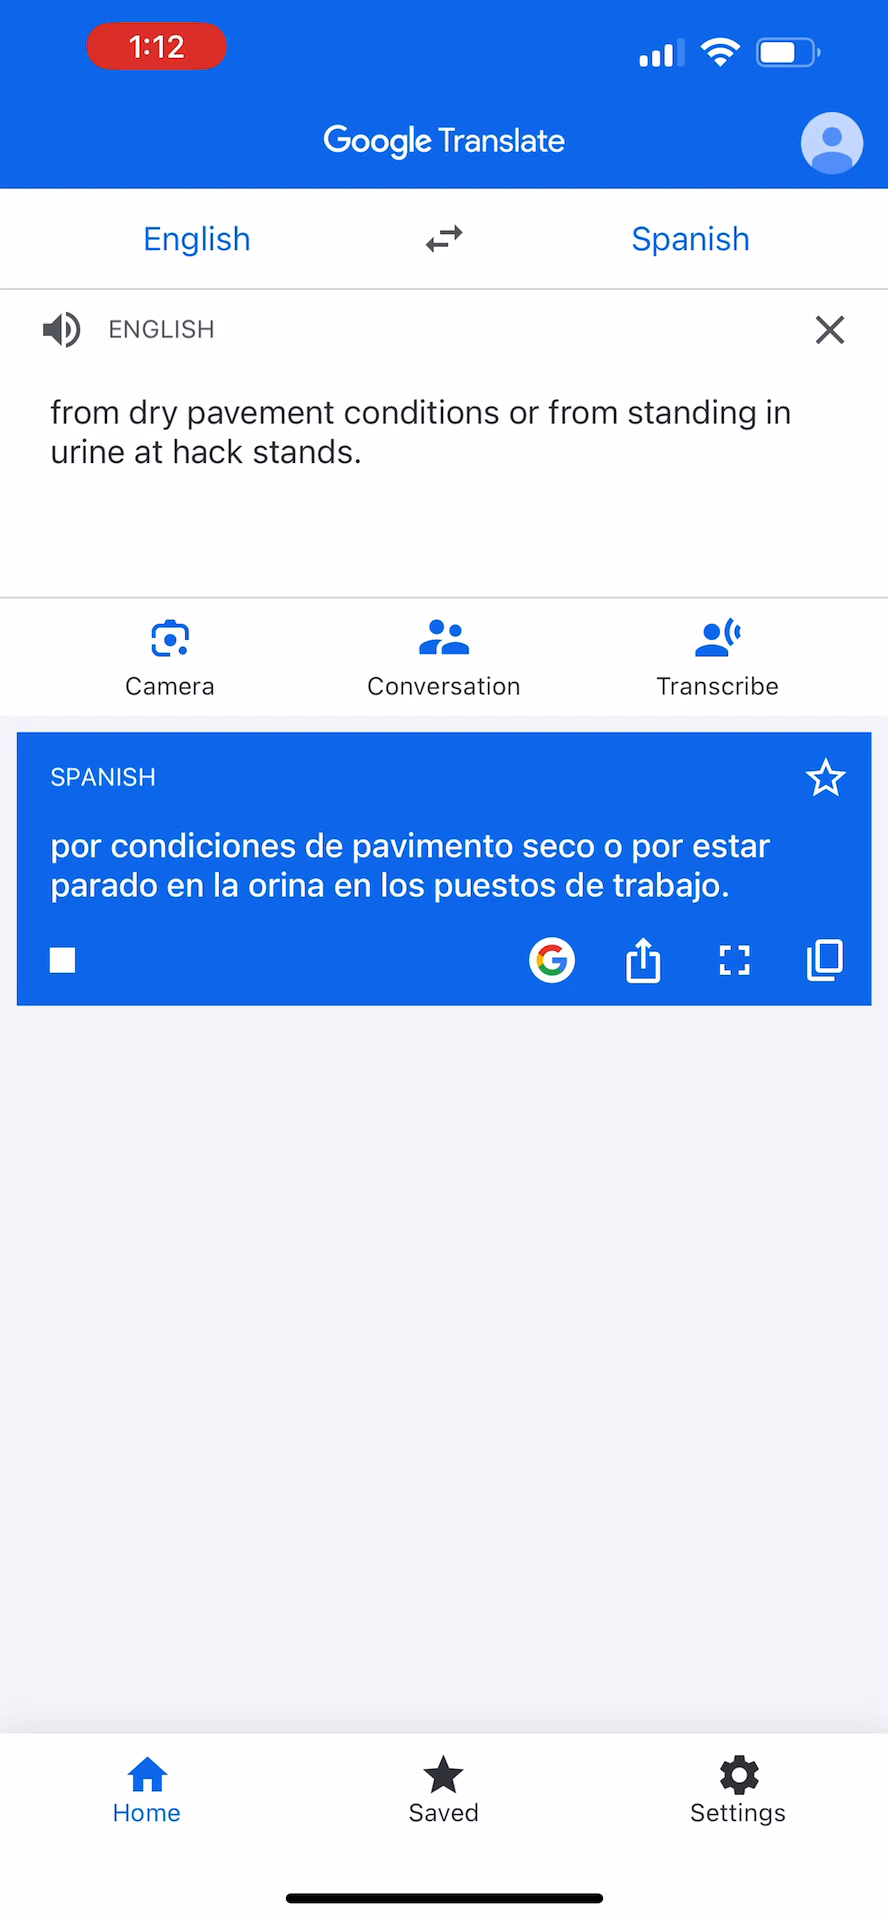 1:12
Google Translate
English
Spanish
ENGLISH
from dry pavement conditions or from standing in
urine at hack stands.
Camera
Conversation
Transcribe
SPANISH
por condiciones de pavimento seco o por estar
parado en la orina en los puestos de trabajo.
G
Home
Saved
Settings